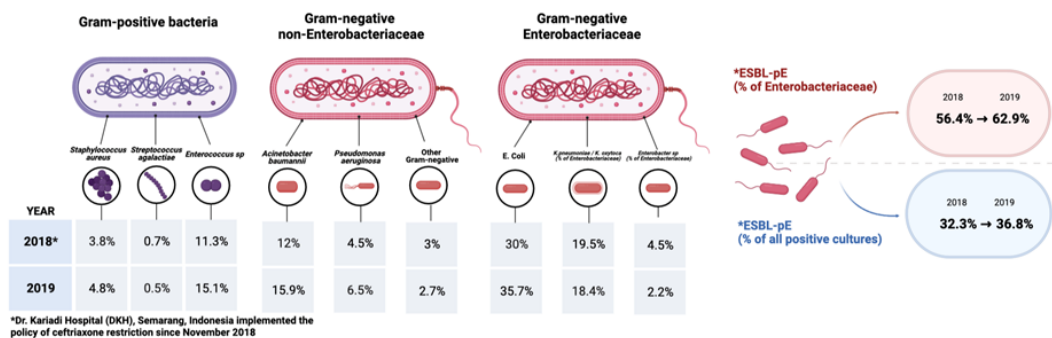 Gram-positive bacteria
Gram-negative
non-Enterobacteriaceae
Gram-negative
Enterobacteriaceae
Staphylococcus
aureus
Streptococcus
agalactiae
Enterococcus sp
Acinetobacter
baumannii
Pseudomonas
aeruginosa
Other
Gram-negative
E. Coli
K.pneumoniae / K. oxytoca
(% of Enterobacteriaceae)
Enterobacter sp
(% of Enterobacteriaceae)
YEAR
2018* 3.8% 0.7% 11.3% 12% 4.5% 3% 30% 19.5% 4.5%
2019 4.8% 0.5% 15.1% 15.9% 6.5% 2.7% 35.7% 18.4% 2.2%
*Dr. Kariadi Hospital (DKH), Semarang, Indonesia implemented the
policy of ceftriaxone restriction since November 2018
*ESBL-pE
(% of Enterobacteriaceae)
2018 2019
56.4% → 62.9%
*ESBL-pE
(% of all positive cultures)
2018 2019
32.3% → 36.8%